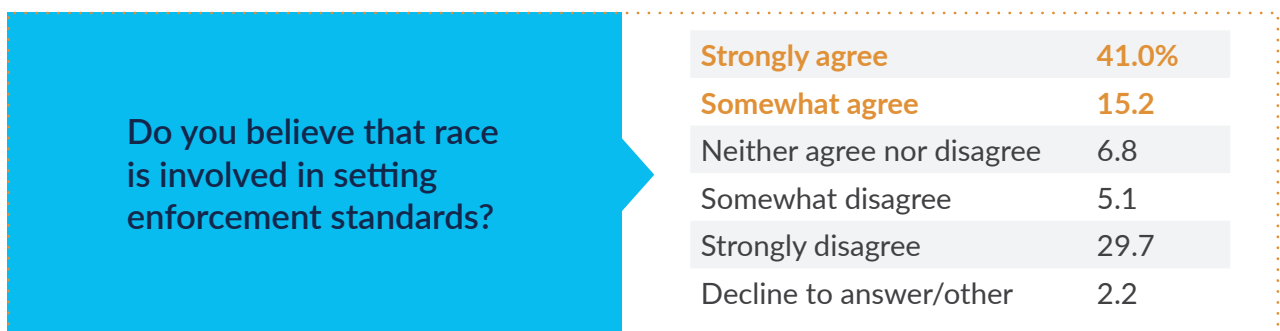 Do you believe that race
is involved in setting
enforcement standards?
Strongly agree 41.0%
Somewhat agree 15.2
Neither agree nor disagree 6.8
Somewhat disagree 5.1
Strongly disagree 29.7
Decline to answer/other 2.2